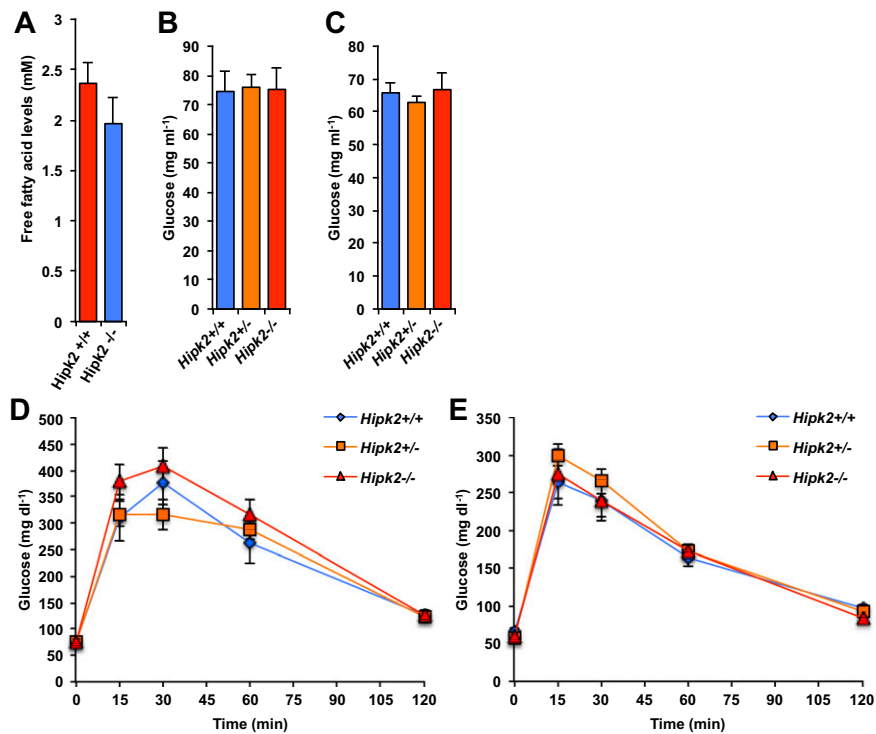 A
Free fatty acid levels (mM)
3
2.5
2
1.5
1
0.5
0
Hipk2 +/+
Hipk2 -/-
B
Glucose (mg ml-1)
90
80
70
60
50
40
30
20
10
0
Hipk2+/+
Hipk2+/-
Hipk2-/-
C
Glucose (mg ml-1)
80
70
60
50
40
30
20
10
0
Hipk2+/+
Hipk2+/-
Hipk2-/-
D
Glucose (mg dl-1)
500
450
400
350
300
250
200
150
100
50
0
0 15 30 45 60 75 90 105 120
Time (min)
Hipk2+/+
Hipk2+/-
Hipk2-/-
E
Glucose (mg dl-1)
350
300
250
200
150
100
50
0
0 15 30 45 60 75 90 105 120
Time (min)
Hipk2+/+
Hipk2+/-
Hipk2-/-